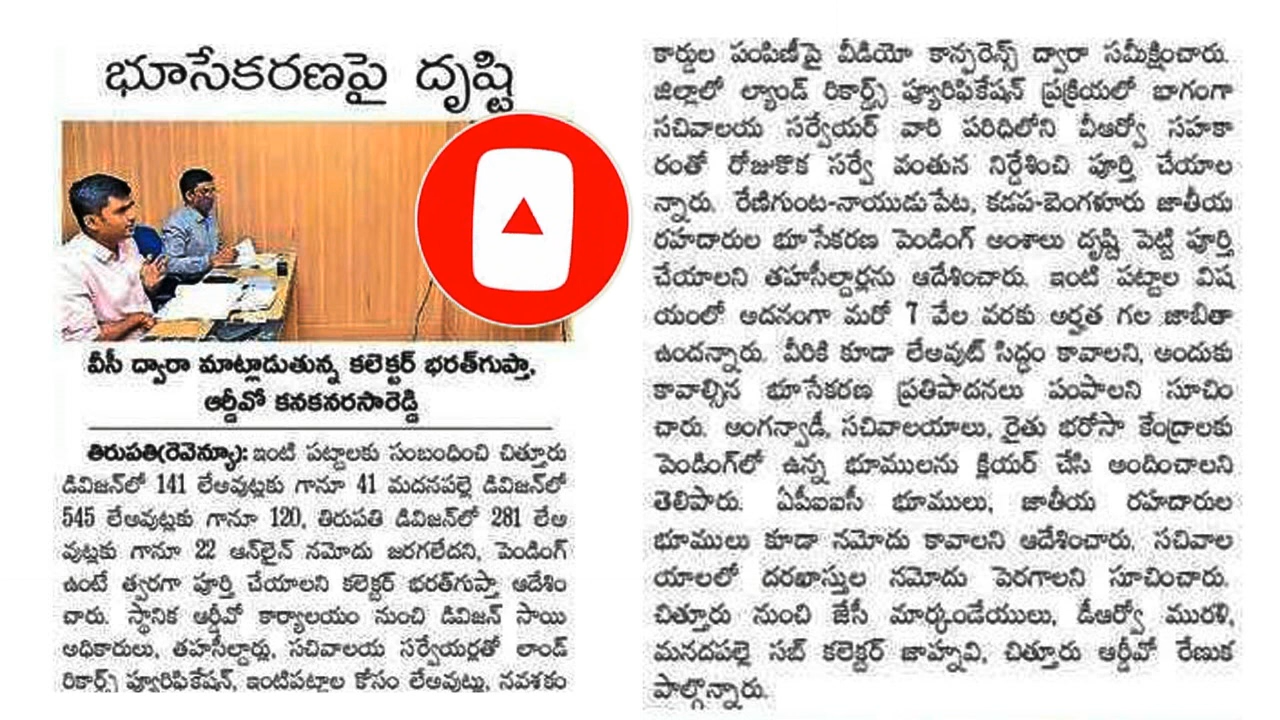 భూసేకరణపై దృష్టి
వీసీ ద్వారా మాట్లాడుతున్న కలెక్టర్ భరత్‌గుప్తా,
ఆర్డీవో కనకనరసారెడ్డి
తిరుపతి(రెవెన్యూ): ఇంటి పట్టాలకు సంబంధించి చిత్తూరు
డివిజన్‌లో 141 లేఅవుట్లకు గానూ 41 మదనపల్లె డివిజన్‌లో
545 లేఅవుట్లకు గానూ 120, తిరుపతి డివిజన్‌లో 281 లేఅ
వుట్లకు గానూ 22 ఆన్‌లైన్ నమోదు జరగలేదని, పెండింగ్
ఉంటే త్వరగా పూర్తి చేయాలని కలెక్టర్ భరత్‌గుప్తా ఆదేశిం
చారు. స్థానిక ఆర్డీవో కార్యాలయం నుంచి డివిజన్ సాయి
అధికారులు, తహసీల్దార్లు, సచివాలయ సర్వేయర్లతో లాండ్
రికార్డ్స్ ప్యూరిఫికేషన్, ఇంటిపట్టాల కోసం లేఅవుట్లు, నవశకం
కార్డుల పంపిణీపై వీడియో కాన్ఫరెన్స్ ద్వారా సమీక్షించారు.
జిల్లాలో ల్యాండ్ రికార్డ్స్ ప్యూరిఫికేషన్ ప్రక్రియలో భాగంగా
సచివాలయ సర్వేయర్ వారి పరిధిలోని వీఆర్వో సహకా
రంతో రోజుకొక సర్వే వంతున నిర్దేశించి పూర్తి చేయాల
న్నారు. రేణిగుంట-నాయుడుపేట, కడప-బెంగళూరు జాతీయ
రహదారుల భూసేకరణ పెండింగ్ అంశాలు దృష్టి పెట్టి పూర్తి
చేయాలని తహసీల్దార్లను ఆదేశించారు. ఇంటి పట్టాల విష
యంలో అదనంగా మరో 7 వేల వరకు అర్హత గల జాబితా
ఉందన్నారు. వీరికి కూడా లేఅవుట్ సిద్ధం కావాలని, అందుకు
కావాల్సిన భూసేకరణ ప్రతిపాదనలు పంపాలని సూచిం
చారు. అంగన్వాడీ, సచివాలయాలు, రైతు భరోసా కేంద్రాలకు
పెండింగ్‌లో ఉన్న భూములను క్లియర్ చేసి అందించాలని
తెలిపారు. ఏపీఐఐసీ భూములు, జాతీయ రహదారుల
భూములు కూడా నమోదు కావాలని ఆదేశించారు. సచివాల
యాలలో దరఖాస్తుల నమోదు పెరగాలని సూచించారు.
చిత్తూరు నుంచి జేసీ మార్కండేయులు, డీఆర్వో మురళి,
మనదపల్లె సబ్ కలెక్టర్ జాహ్నవి, చిత్తూరు ఆర్డీవో రేణుక
పాల్గొన్నారు.